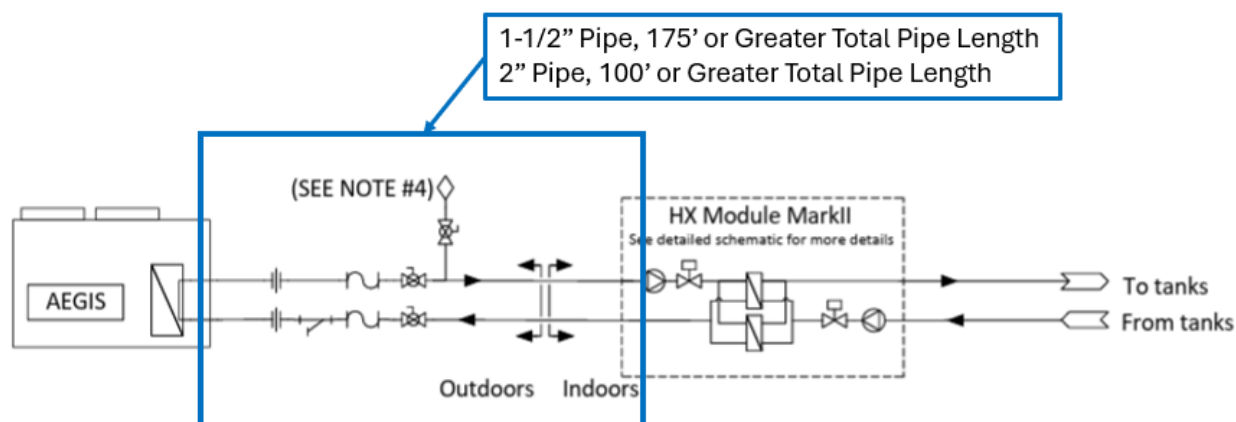 1-1/2” Pipe, 175’ or Greater Total Pipe Length
2” Pipe, 100’ or Greater Total Pipe Length
(SEE NOTE #4)
HX Module MarkII
See detailed schematic for more details
AEGIS
To tanks
From tanks
Outdoors Indoors